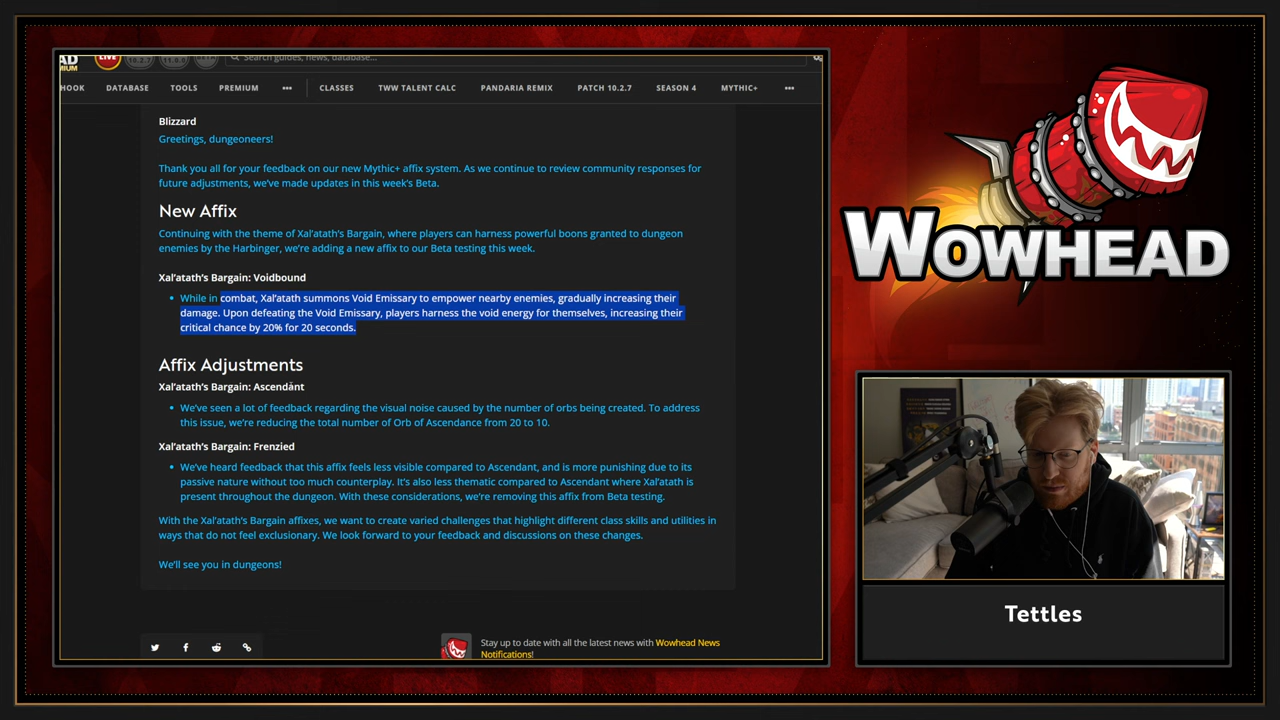 LIVE
10.2.7
11.0.0
BETA
Search guides, news, database...
HOOK DATABASE TOOLS PREMIUM ••• CLASSES TWW TALENT CALC PANDARIA REMIX PATCH 10.2.7 SEASON 4 MYTHIC+ •••
Blizzard
Greetings, dungeoneers!
Thank you all for your feedback on our new Mythic+ affix system. As we continue to review community responses for
future adjustments, we've made updates in this week's Beta.
New Affix
Continuing with the theme of Xal'atath's Bargain, where players can harness powerful boons granted to dungeon
enemies by the Harbinger, we're adding a new affix to our Beta testing this week.
Xal'atath's Bargain: Voidbound
• While in combat, Xal'atath summons Void Emissary to empower nearby enemies, gradually increasing their
damage. Upon defeating the Void Emissary, players harness the void energy for themselves, increasing their
critical chance by 20% for 20 seconds.
Affix Adjustments
Xal'atath's Bargain: Ascendant
• We've seen a lot of feedback regarding the visual noise caused by the number of orbs being created. To address
this issue, we're reducing the total number of Orb of Ascendance from 20 to 10.
Xal'atath's Bargain: Frenzied
• We've heard feedback that this affix feels less visible compared to Ascendant, and is more punishing due to its
passive nature without too much counterplay. It's also less thematic compared to Ascendant where Xal'atath is
present throughout the dungeon. With these considerations, we're removing this affix from Beta testing.
With the Xal'atath's Bargain affixes, we want to create varied challenges that highlight different class skills and utilities in
ways that do not feel exclusionary. We look forward to your feedback and discussions on these changes.
We'll see you in dungeons!
Stay up to date with all the latest news with Wowhead News
Notifications!
WOWHEAD
Tettles